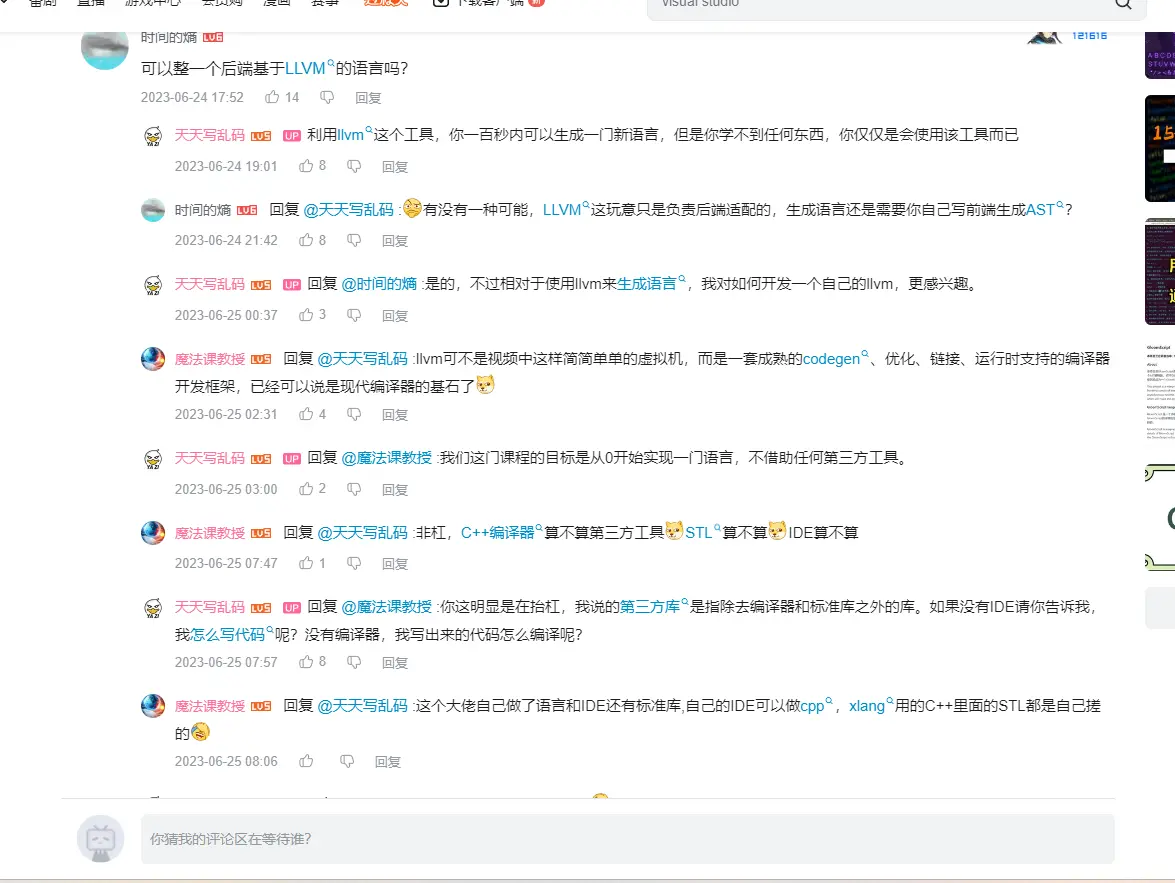 番剧 直播 游戏中心 会员购 漫画 赛事 下载客户端 新
visual studio
时间的熵 LV6
121616
可以整一个后端基于LLVM的语言吗?
2023-06-24 17:52 14 回复
天天写乱码 LV5 UP 利用llvm这个工具，你一百秒内可以生成一门新语言，但是你学不到任何东西，你仅仅是会使用该工具而已
2023-06-24 19:01 8 回复
时间的熵 LV6 回复 @天天写乱码 :有没有一种可能，LLVM这玩意只是负责后端适配的，生成语言还是需要你自己写前端生成AST?
2023-06-24 21:42 8 回复
天天写乱码 LV5 UP 回复 @时间的熵 :是的，不过相对于使用llvm来生成语言，我对如何开发一个自己的llvm，更感兴趣。
2023-06-25 00:37 3 回复
魔法课教授 LV5 回复 @天天写乱码 :llvm可不是视频中这样简简单单的虚拟机，而是一套成熟的codegen、优化、链接、运行时支持的编译器
开发框架，已经可以说是现代编译器的基石了
2023-06-25 02:31 4 回复
天天写乱码 LV5 UP 回复 @魔法课教授 :我们这门课程的目标是从0开始实现一门语言，不借助任何第三方工具。
2023-06-25 03:00 2 回复
魔法课教授 LV5 回复 @天天写乱码 :非杠，C++编译器算不算第三方工具STL算不算IDE算不算
2023-06-25 07:47 1 回复
天天写乱码 LV5 UP 回复 @魔法课教授 :你这明显是在抬杠，我说的第三方库是指除去编译器和标准库之外的库。如果没有IDE请你告诉我，
我怎么写代码呢？没有编译器，我写出来的代码怎么编译呢?
2023-06-25 07:57 8 回复
魔法课教授 LV5 回复 @天天写乱码 :这个大佬自己做了语言和IDE还有标准库,自己的IDE可以做cpp，xlang用的C++里面的STL都是自己搓
的
2023-06-25 08:06 回复
你猜我的评论区在等待谁?